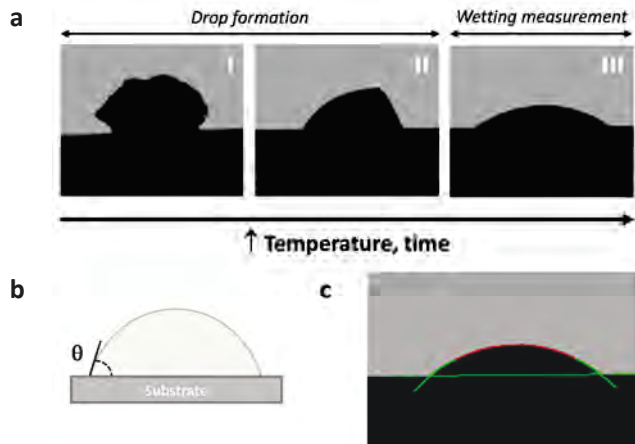 a
Drop formation
Wetting measurement
I
II
III
↑ Temperature, time
b
c
θ
Substrate